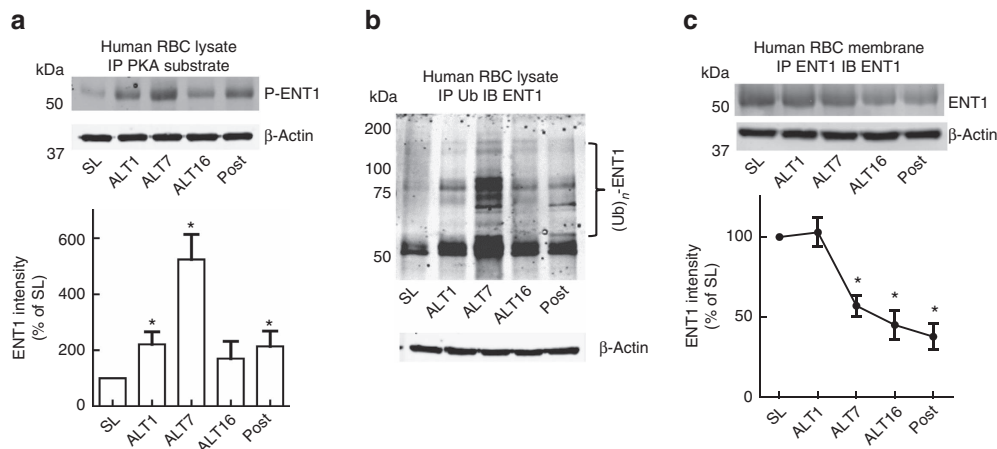 a
Human RBC lysate
IP PKA substrate
kDa
50
P-ENT1
β-Actin
37
SL
ALT1
ALT7
ALT16
Post
ENT1 intensity
(% of SL)
600
400
200
0
*
*
*
SL
ALT1
ALT7
ALT16
Post
b
Human RBC lysate
IP Ub IB ENT1
kDa
200
100
75
50
(Ub)n-ENT1
SL
ALT1
ALT7
ALT16
Post
β-Actin
c
Human RBC membrane
IP ENT1 IB ENT1
kDa
50
ENT1
β-Actin
37
SL
ALT1
ALT7
ALT16
Post
ENT1 intensity
(% of SL)
100
50
0
*
*
*
SL
ALT1
ALT7
ALT16
Post